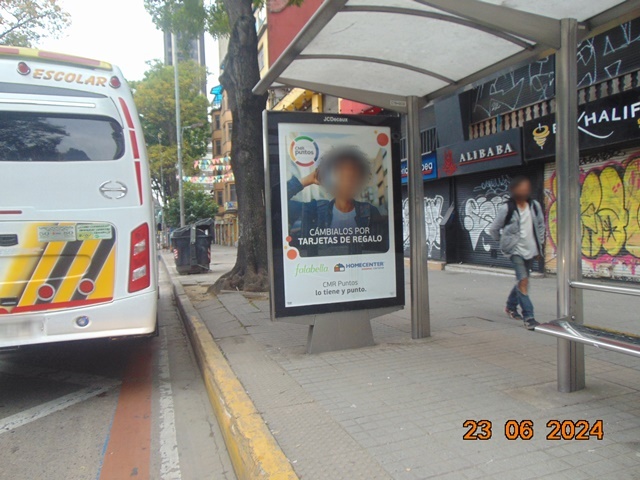 ESCOLAR
JCDecaux
CMR
puntos
CÁMBIALOS POR
TARJETAS DE REGALO
falabella.
HOMECENTER
CMR Puntos
lo tiene y punto.
ALIBABA
KHALIF
23 06 2024